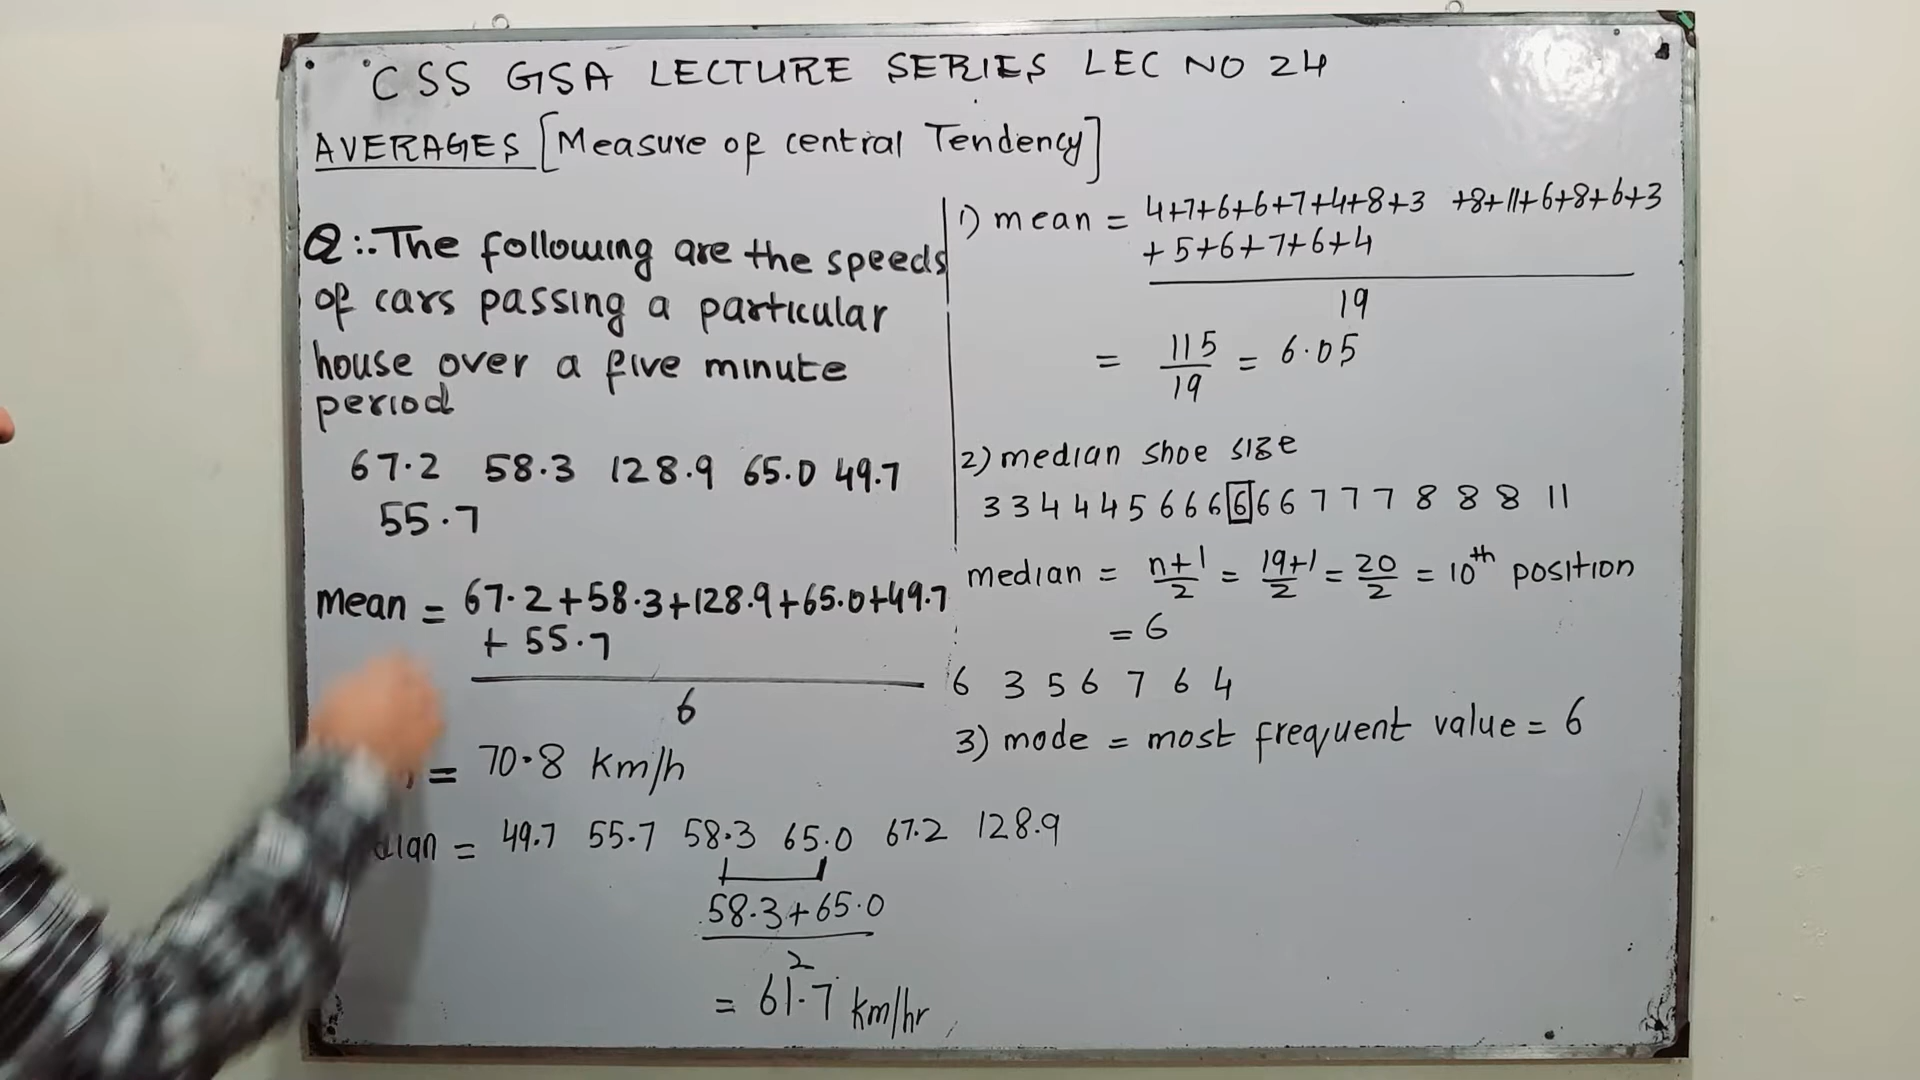 CSS GSA LECTURE SERIES LEC NO 24
AVERAGES [Measure of central Tendency]
Q:. The following are the speeds
of cars passing a particular
house over a five minute
period
67.2 58.3 128.9 65.0 49.7
55.7
mean = 67.2+58.3+128.9+65.0+49.7
+ 55.7
6
= 70.8 km/h
= 49.7 55.7 58.3 65.0 67.2 128.9
58.3+65.0
2
= 61.7 km/hr
1) mean = 4+7+6+6+7+4+8+3 +8+11+6+8+6+3
+ 5+6+7+6+4
19
= 115/19 = 6.05
2) median shoe size
3 3 4 4 4 5 6 6 6 6 6 6 7 7 7 8 8 8 11
median = n+1/2 = 19+1/2 = 20/2 = 10th position
= 6
6 3 5 6 7 6 4
3) mode = most frequent value = 6